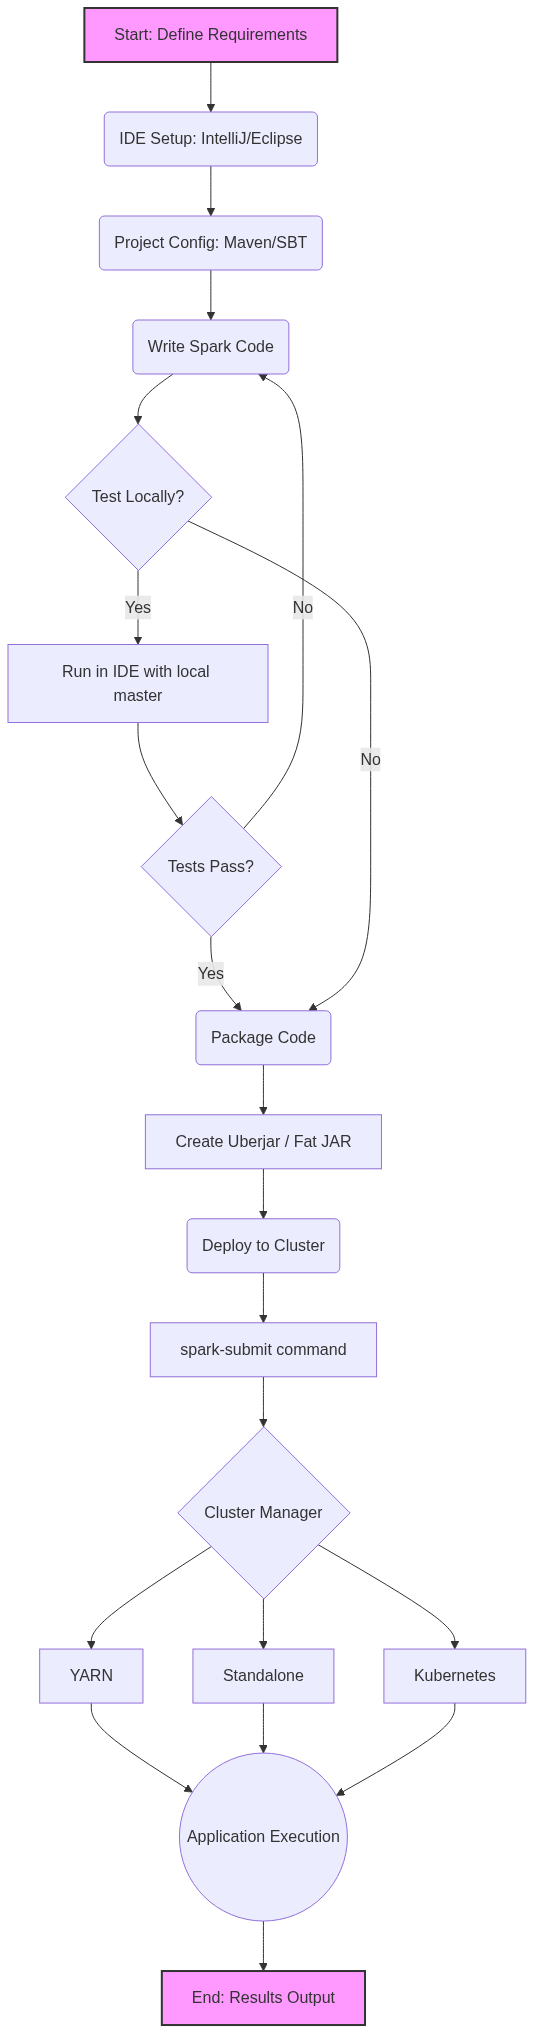 Start: Define Requirements
IDE Setup: IntelliJ/Eclipse
Project Config: Maven/SBT
Write Spark Code
Test Locally?
Yes
No
Run in IDE with local
master
No
Tests Pass?
Yes
Package Code
Create Uberjar / Fat JAR
Deploy to Cluster
spark-submit command
Cluster Manager
YARN
Standalone
Kubernetes
Application Execution
End: Results Output